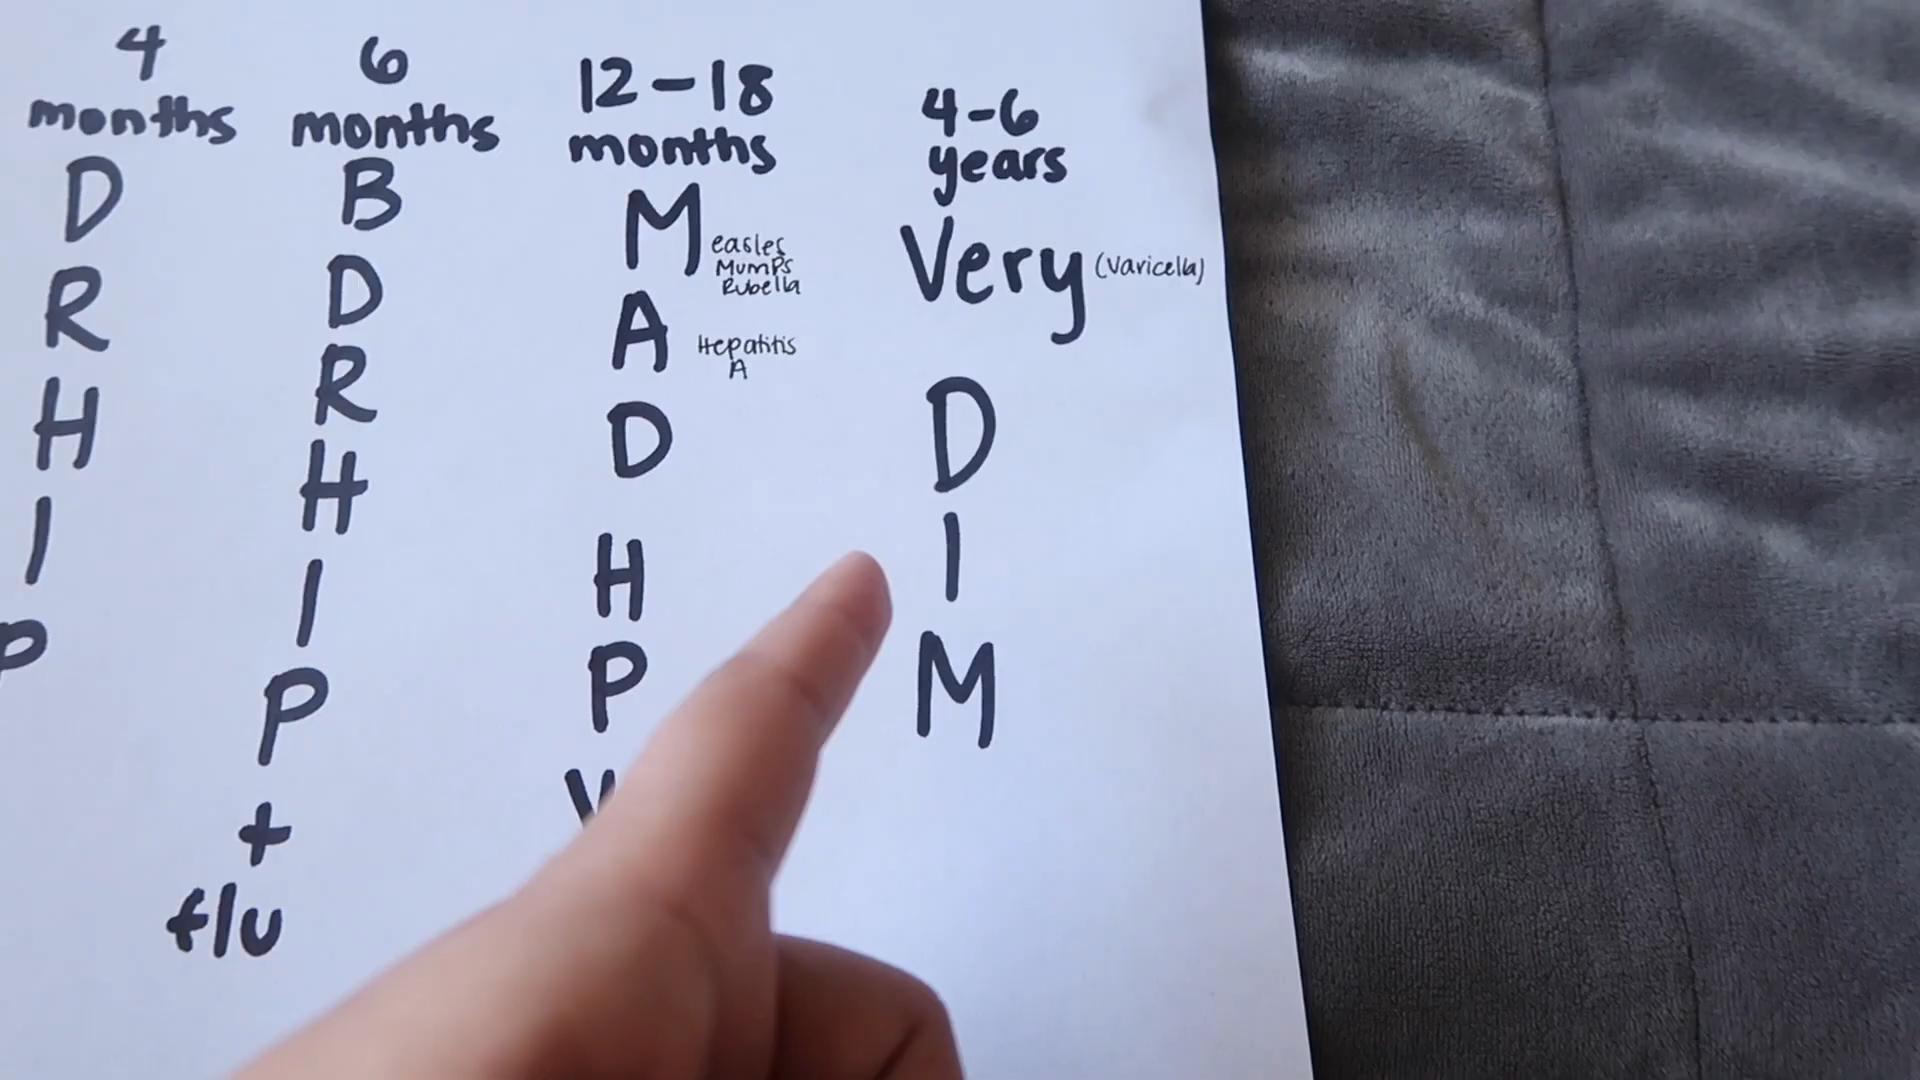 4
months
D
R
H
I
P
6
months
B
D
R
H
I
P
+
flu
12-18
months
M easles
Mumps
Rubella
A Hepatitis
A
D
H
P
V
4-6
years
Very (Varicella)
D
I
M